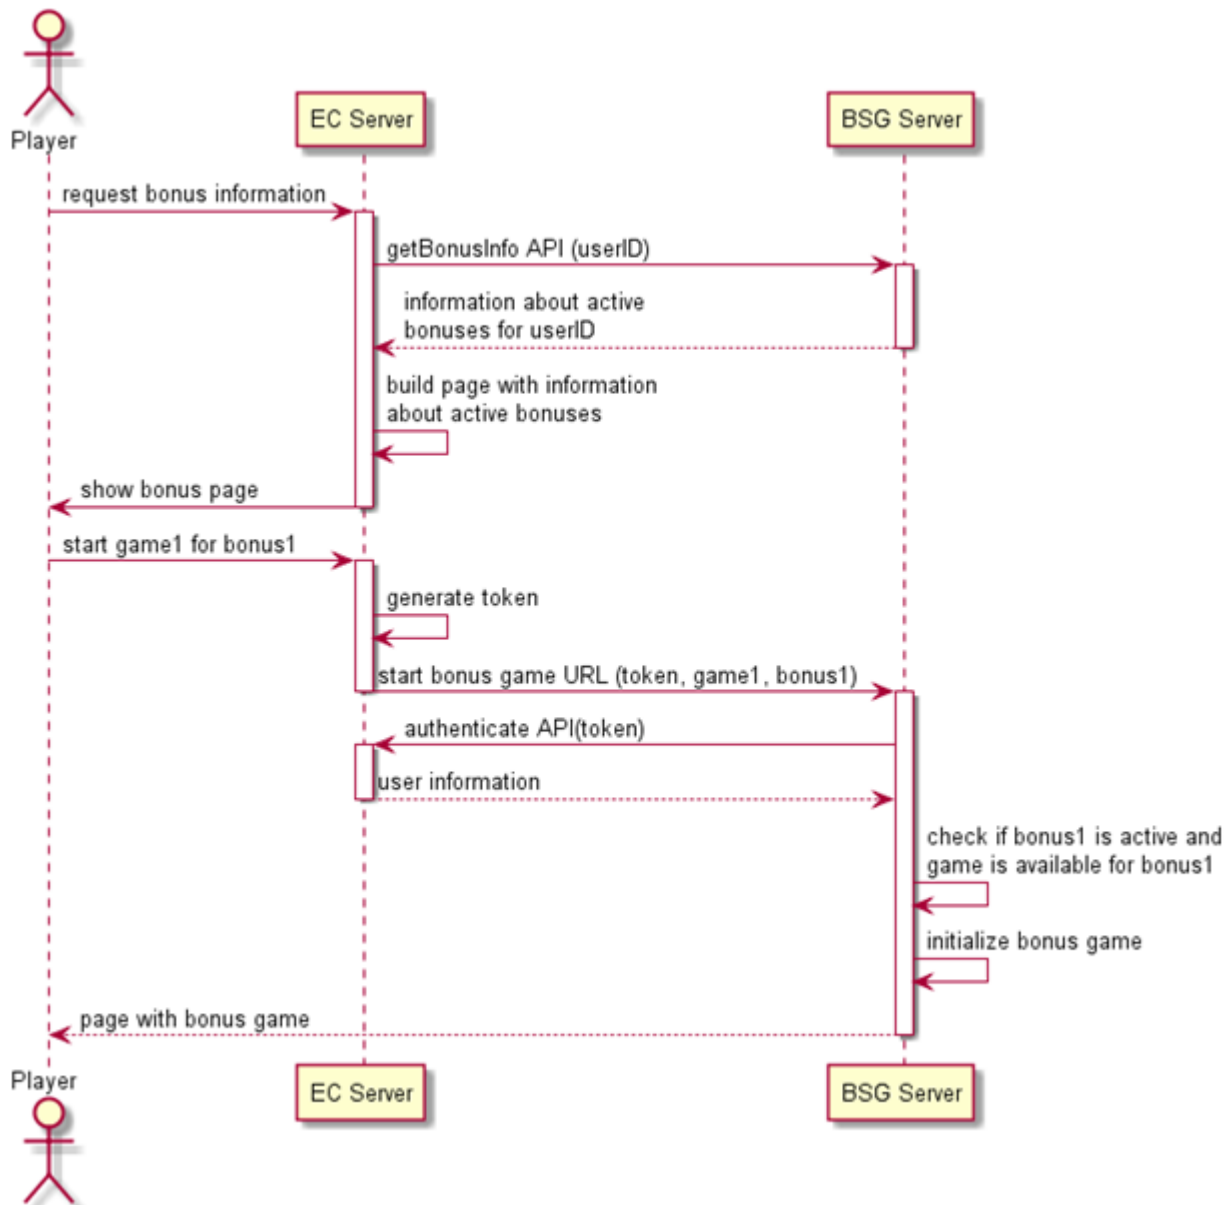 Player
EC Server
BSG Server
request bonus information
getBonusInfo API (userID)
information about active
bonuses for userID
build page with information
about active bonuses
show bonus page
start game1 for bonus1
generate token
start bonus game URL (token, game1, bonus1)
authenticate API(token)
user information
check if bonus1 is active and
game is available for bonus1
initialize bonus game
page with bonus game
Player
EC Server
BSG Server